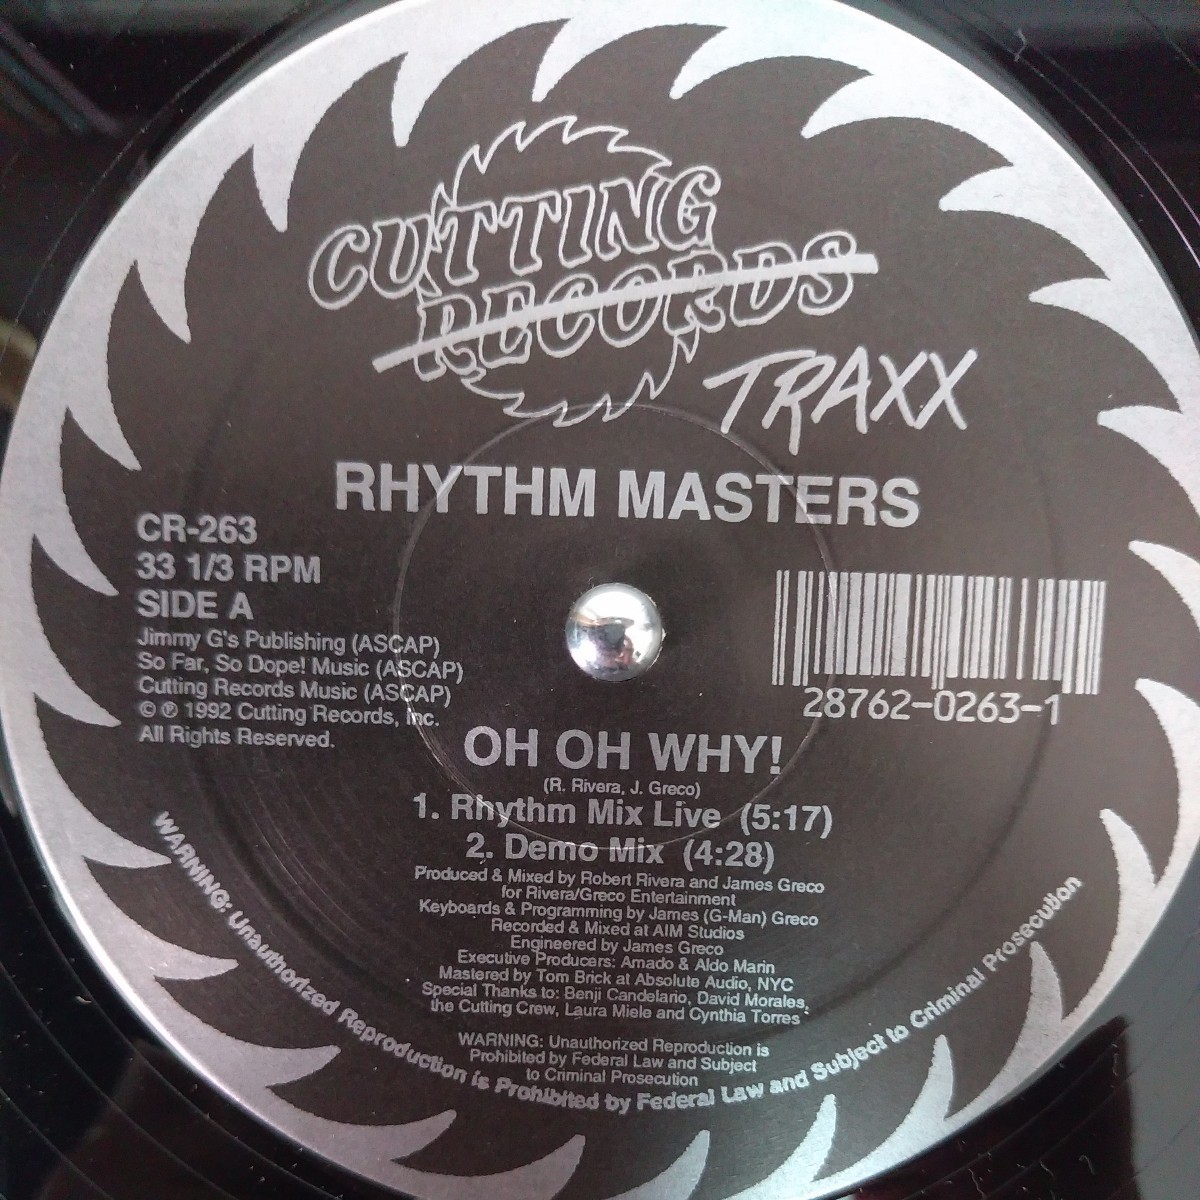 CUTTING
RECORDS
TRAXX
RHYTHM MASTERS
CR-263
33 1/3 RPM
SIDE A
Jimmy G's Publishing (ASCAP)
So Far, So Dope! Music (ASCAP)
Cutting Records Music (ASCAP)
© ℗ 1992 Cutting Records, Inc.
All Rights Reserved.
28762-0263-1
OH OH WHY!
(R. Rivera, J. Greco)
1. Rhythm Mix Live (5:17)
2. Demo Mix (4:28)
Produced & Mixed by Robert Rivera and James Greco
for Rivera/Greco Entertainment
Keyboards & Programming by James (G-Man) Greco
Recorded & Mixed at AIM Studios
Engineered by James Greco
Executive Producers: Amado & Aldo Marin
Mastered by Tom Brick at Absolute Audio, NYC
Special Thanks to: Benji Candelario, David Morales,
the Cutting Crew, Laura Miele and Cynthia Torres
WARNING: Unauthorized Reproduction is
Prohibited by Federal Law and Subject
to Criminal Prosecution
WARNING: Unauthorized Reproduction is Prohibited by Federal Law and Subject to Criminal Prosecution